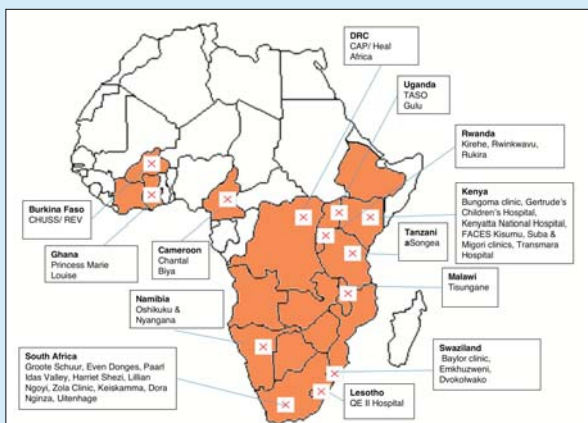 DRC
CAP/ Heal
Africa
Uganda
TASO
Gulu
Rwanda
Kirehe, Rwinkwavu,
Rukira
Burkina Faso
CHUSS/ REV
Ghana
Princess Marie
Louise
Cameroon
Chantal
Biya
Tanzani
aSongea
Kenya
Bungoma clinic, Gertrude's
Children's Hospital,
Kenyatta National Hospital,
FACES Kisumu, Suba &
Migori clinics, Transmara
Hospital
Malawi
Tisungane
Namibia
Oshikuku &
Nyangana
South Africa
Groote Schuur, Even Donges, Paarl
Idas Valley, Harriet Shezi, Lillian
Ngoyi, Zola Clinic, Keiskamma, Dora
Nginza, Uitenhage
Swaziland
Baylor clinic,
Emkhuzweni,
Dvokolwako
Lesotho
QE II Hospital